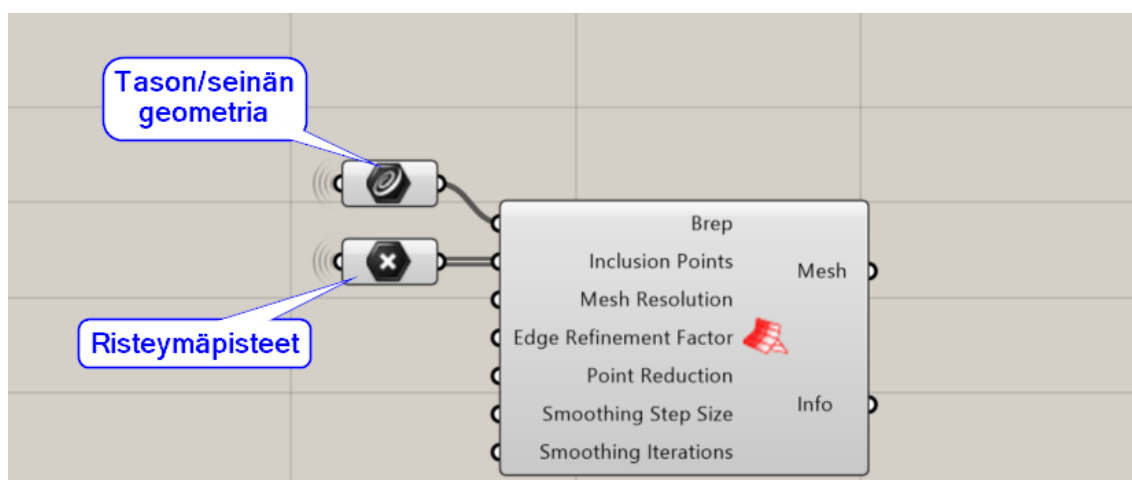 Tason/seinän
geometria
Risteymäpisteet
Brep
Inclusion Points
Mesh Resolution
Edge Refinement Factor
Point Reduction
Smoothing Step Size
Smoothing Iterations
Mesh
Info